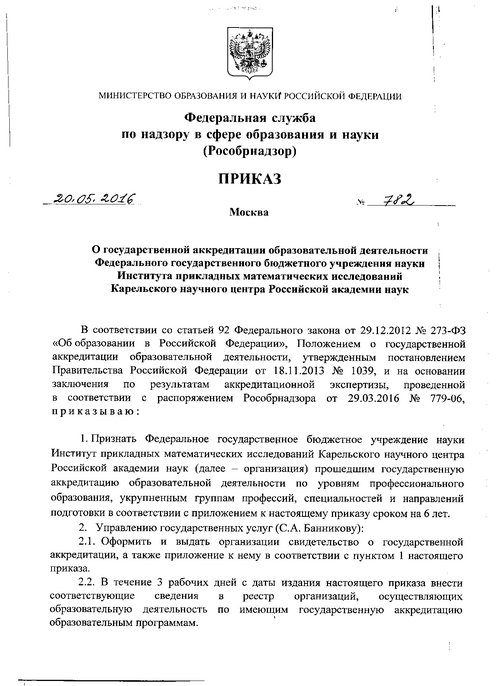 МИНИСТЕРСТВО ОБРАЗОВАНИЯ И НАУКИ РОССИЙСКОЙ ФЕДЕРАЦИИ
Федеральная служба
по надзору в сфере образования и науки
(Рособрнадзор)
ПРИКАЗ
20.05.2016 № 782
Москва
О государственной аккредитации образовательной деятельности
Федерального государственного бюджетного учреждения науки
Института прикладных математических исследований
Карельского научного центра Российской академии наук
В соответствии со статьей 92 Федерального закона от 29.12.2012 № 273-ФЗ
«Об образовании в Российской Федерации», Положением о государственной
аккредитации образовательной деятельности, утвержденным постановлением
Правительства Российской Федерации от 18.11.2013 № 1039, и на основании
заключения по результатам аккредитационной экспертизы, проведенной
в соответствии с распоряжением Рособрнадзора от 29.03.2016 № 779-06,
приказываю:
1. Признать Федеральное государственное бюджетное учреждение науки
Институт прикладных математических исследований Карельского научного центра
Российской академии наук (далее – организация) прошедшим государственную
аккредитацию образовательной деятельности по уровням профессионального
образования, укрупненным группам профессий, специальностей и направлений
подготовки в соответствии с приложением к настоящему приказу сроком на 6 лет.
2. Управлению государственных услуг (С.А. Банникову):
2.1. Оформить и выдать организации свидетельство о государственной
аккредитации, а также приложение к нему в соответствии с пунктом 1 настоящего
приказа.
2.2. В течение 3 рабочих дней с даты издания настоящего приказа внести
соответствующие сведения в реестр организаций, осуществляющих
образовательную деятельность по имеющим государственную аккредитацию
образовательным программам.